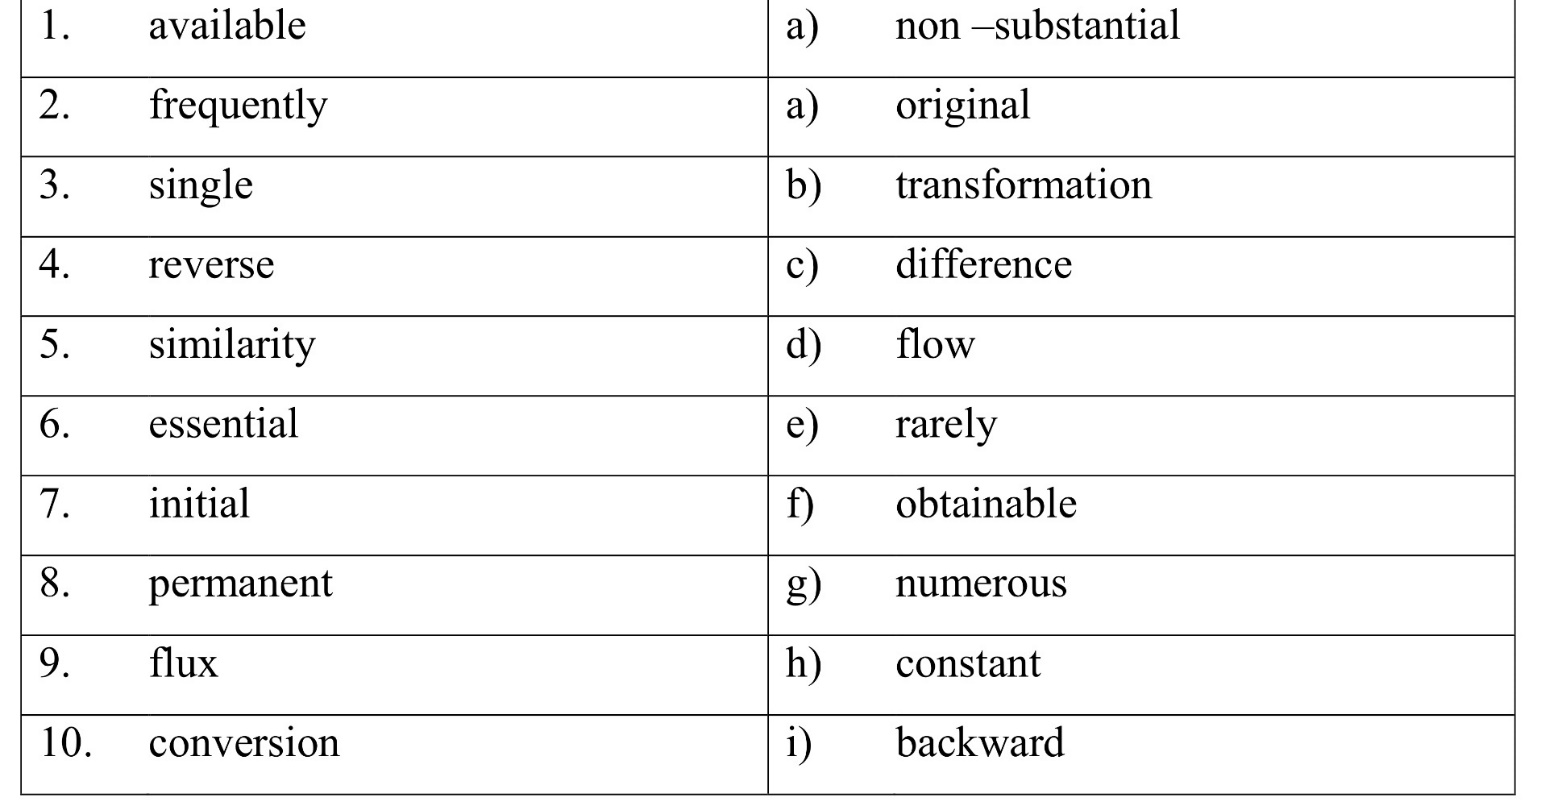 1. available a) non –substantial
2. frequently a) original
3. single b) transformation
4. reverse c) difference
5. similarity d) flow
6. essential e) rarely
7. initial f) obtainable
8. permanent g) numerous
9. flux h) constant
10. conversion i) backward